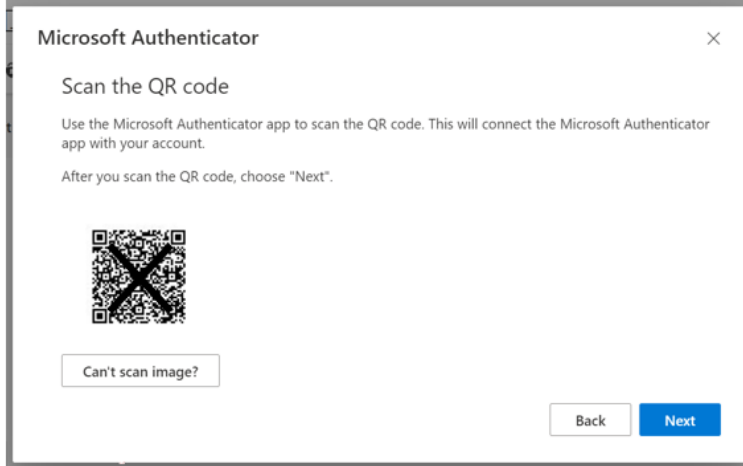 Microsoft Authenticator
Scan the QR code
Use the Microsoft Authenticator app to scan the QR code. This will connect the Microsoft Authenticator
app with your account.
After you scan the QR code, choose "Next".
Can't scan image?
Back Next